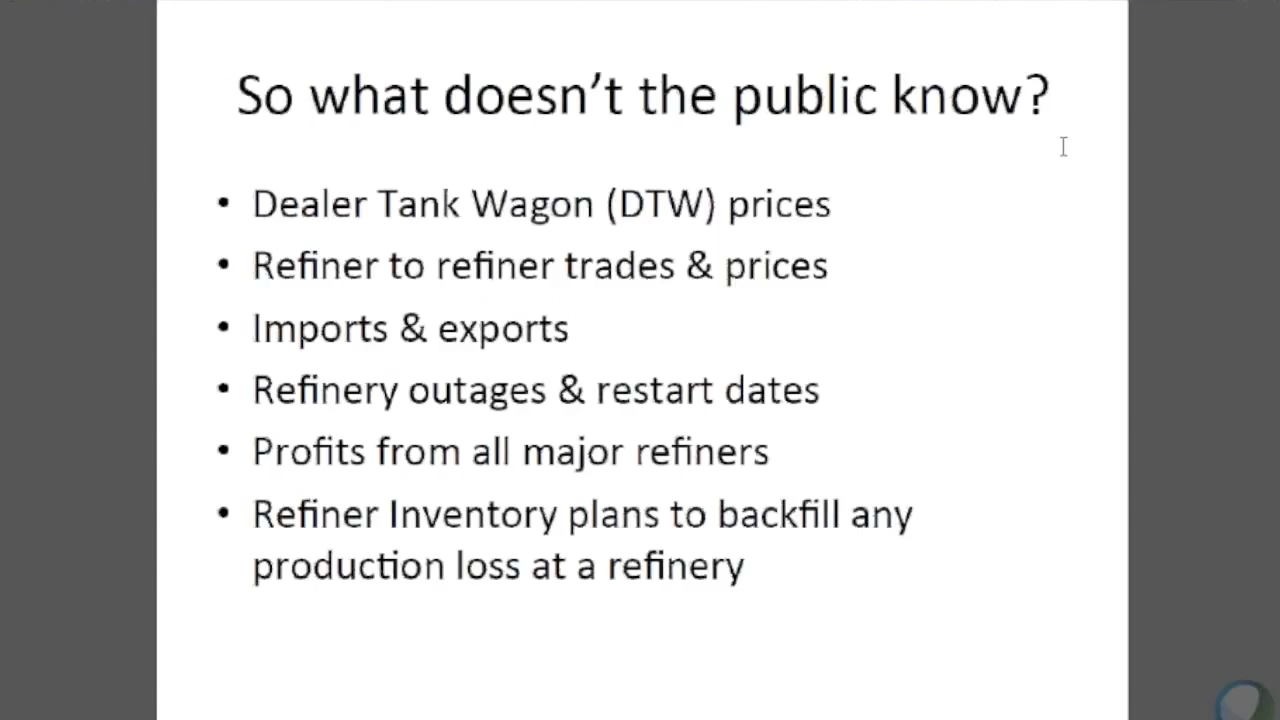 So what doesn't the public know?
• Dealer Tank Wagon (DTW) prices
• Refiner to refiner trades & prices
• Imports & exports
• Refinery outages & restart dates
• Profits from all major refiners
• Refiner Inventory plans to backfill any
production loss at a refinery